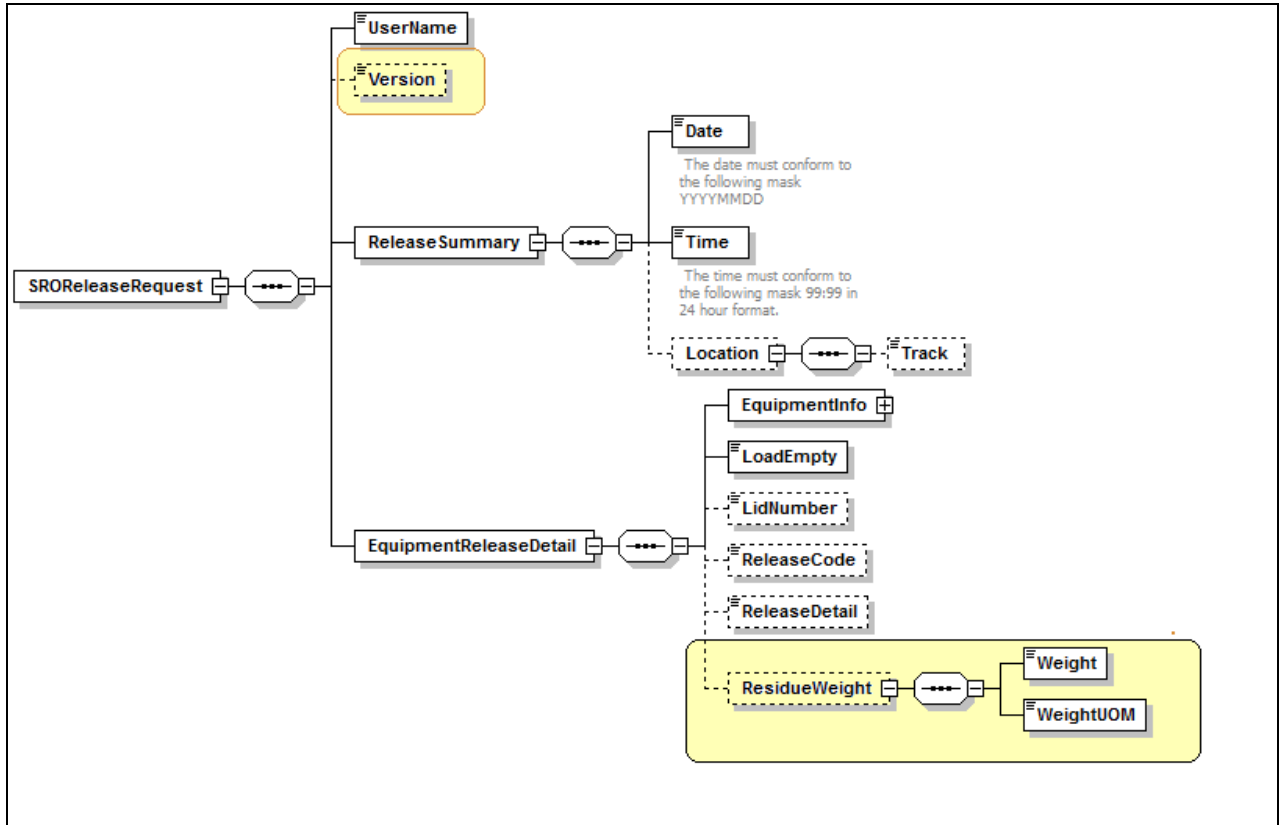 UserName
Version
Date
The date must conform to
the following mask
YYYYMMDD
ReleaseSummary
Time
The time must conform to
the following mask 99:99 in
24 hour format.
SROReleaseRequest
Location
Track
EquipmentInfo
LoadEmpty
LidNumber
EquipmentReleaseDetail
ReleaseCode
ReleaseDetail
ResidueWeight
Weight
WeightUOM